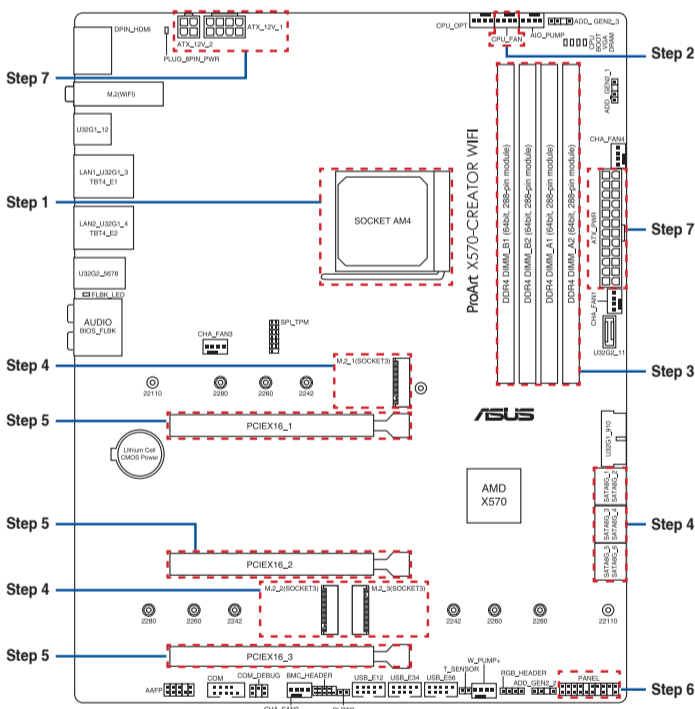 DPIN_HDMI
ATX_12V_1
ATX_12V_2
PLUG_8PIN_PWR
CPU_OPT
CPU_FAN
AIO_PUMP
ADD_GEN2_3
CPU
BOOT
VGA
DRAM
Step 7
Step 2
M.2(WIFI)
ADD_GEN2_1
U32G1_12
CHA_FAN4
LAN1_U32G1_3
TBT4_E1
Step 1
SOCKET AM4
ProArt X570-CREATOR WIFI
DDR4 DIMM_B1 (64bit, 288-pin module)
DDR4 DIMM_B2 (64bit, 288-pin module)
DDR4 DIMM_A1 (64bit, 288-pin module)
DDR4 DIMM_A2 (64bit, 288-pin module)
ATX_PWR
Step 7
LAN2_U32G1_4
TBT4_E2
U32G2_5678
FLBK_LED
AUDIO
BIOS_FLBK
CHA_FAN3
SPI_TPM
CHA_FAN1
U32G2_11
Step 4
M.2_1(SOCKET3)
Step 3
22110
2280
2260
2242
Step 5
PCIEX16_1
ASUS
U32G1_910
Lithium Cell
CMOS Power
AMD
X570
SATA6G_1
SATA6G_2
SATA6G_3
SATA6G_4
SATA6G_5
SATA6G_6
Step 4
Step 5
PCIEX16_2
Step 4
M.2_2(SOCKET3)
M.2_3(SOCKET3)
2280
2260
2242
2242
2260
2280
22110
Step 5
PCIEX16_3
AAFP
COM
COM_DEBUG
BMC_HEADER
USB_E12
USB_E34
USB_E56
T_SENSOR
W_PUMP+
RGB_HEADER
ADD_GEN2_2
PANEL
Step 6